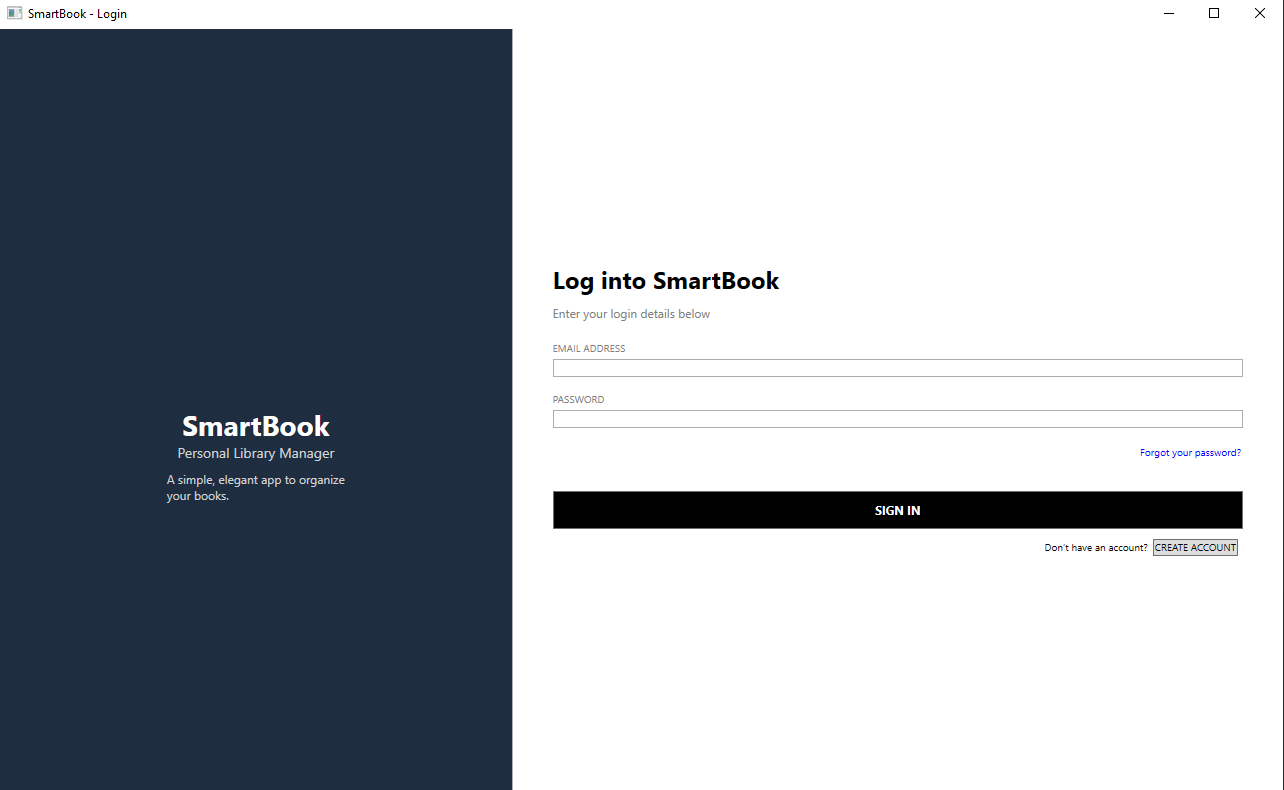 SmartBook - Login
SmartBook
Personal Library Manager
A simple, elegant app to organize
your books.
Log into SmartBook
Enter your login details below
EMAIL ADDRESS
PASSWORD
Forgot your password?
SIGN IN
Don't have an account? CREATE ACCOUNT